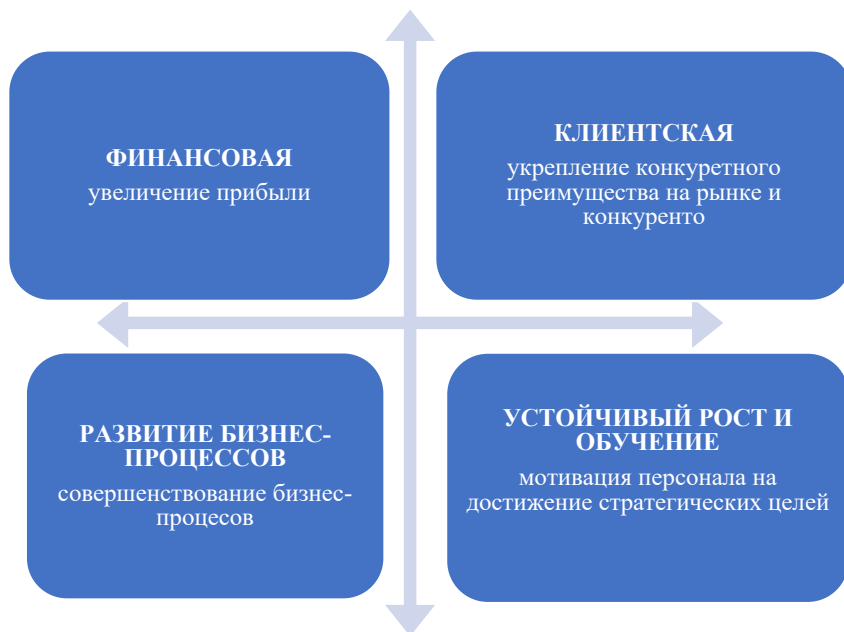 ФИНАНСОВАЯ
увеличение прибыли
КЛИЕНТСКАЯ
укрепление конкуретного
преимущества на рынке и
конкуренто
РАЗВИТИЕ БИЗНЕС-
ПРОЦЕССОВ
совершенствование бизнес-
процесов
УСТОЙЧИВЫЙ РОСТ И
ОБУЧЕНИЕ
мотивация персонала на
достижение стратегических целей